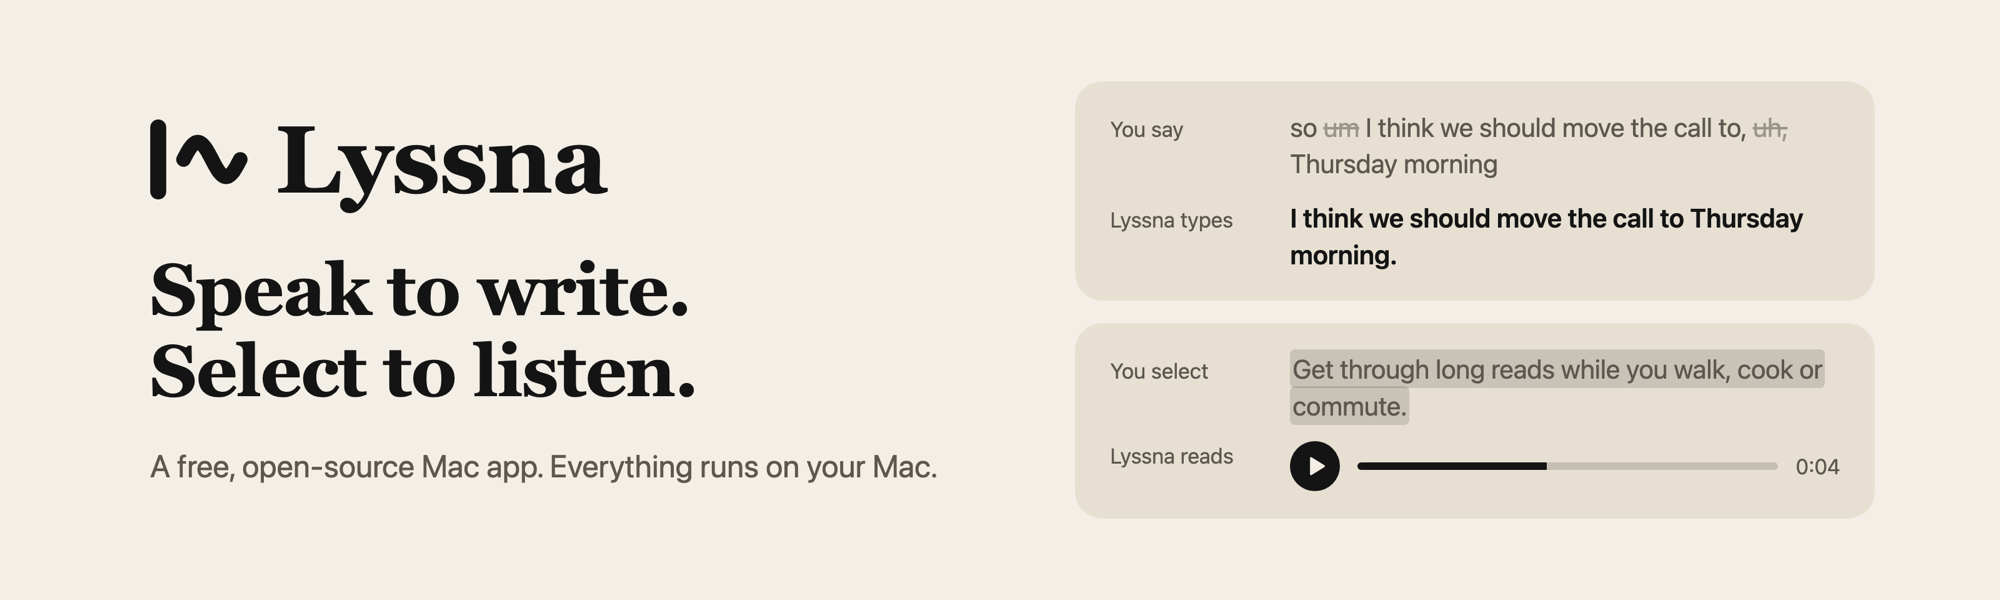 Lyssna
Speak to write.
Select to listen.
A free, open-source Mac app. Everything runs on your Mac.
You say
so um I think we should move the call to, uh,
Thursday morning
Lyssna types
I think we should move the call to Thursday
morning.
You select
Get through long reads while you walk, cook or
commute.
Lyssna reads
0:04